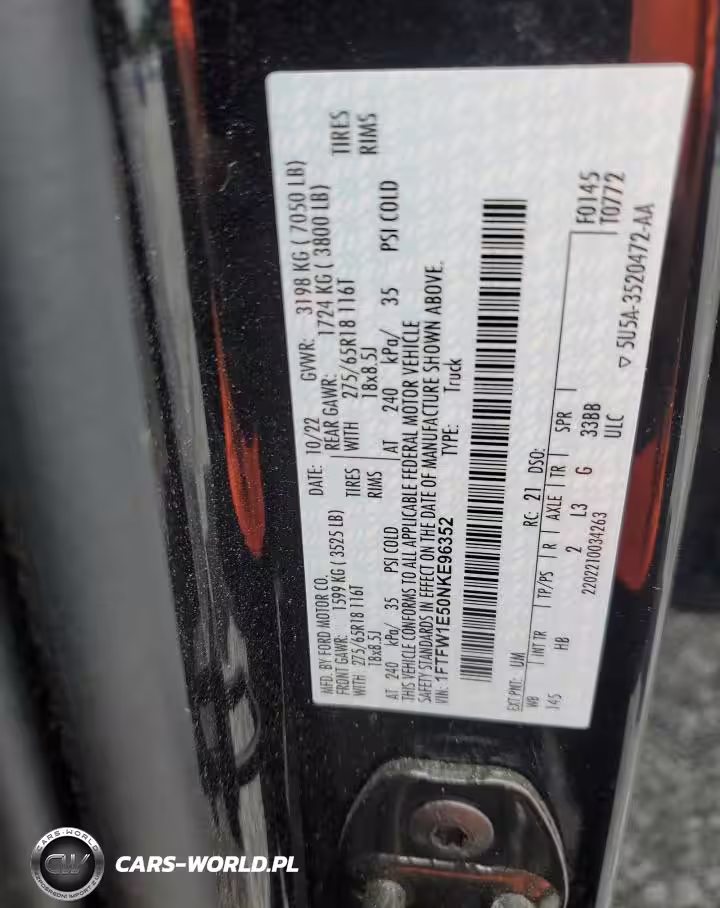 MFD. BY FORD MOTOR CO.
DATE: 10/22 GVWR: 3198 KG ( 7050 LB)
FRONT GAWR: 1599 KG ( 3525 LB) REAR GAWR: 1724 KG ( 3800 LB)
WITH 275/65R18 116T TIRES WITH 275/65R18 116T TIRES
18x8.5J RIMS 18x8.5J RIMS
AT 240 kPa/ 35 PSI COLD AT 240 kPa/ 35 PSI COLD
THIS VEHICLE CONFORMS TO ALL APPLICABLE FEDERAL MOTOR VEHICLE
SAFETY STANDARDS IN EFFECT ON THE DATE OF MANUFACTURE SHOWN ABOVE.
VIN: 1FTFW1E50NKE96352 TYPE: Truck
EXT PNT: UM RC: 21 DSO: F0145
T0772
WB INT TR TP/PS R AXLE TR SPR
145 HB 2 L3 G 33BB
2202210034263 ULC
▽ 5U5A-3520472-AA
CARS-WORLD
CW
CARS-WORLD.PL